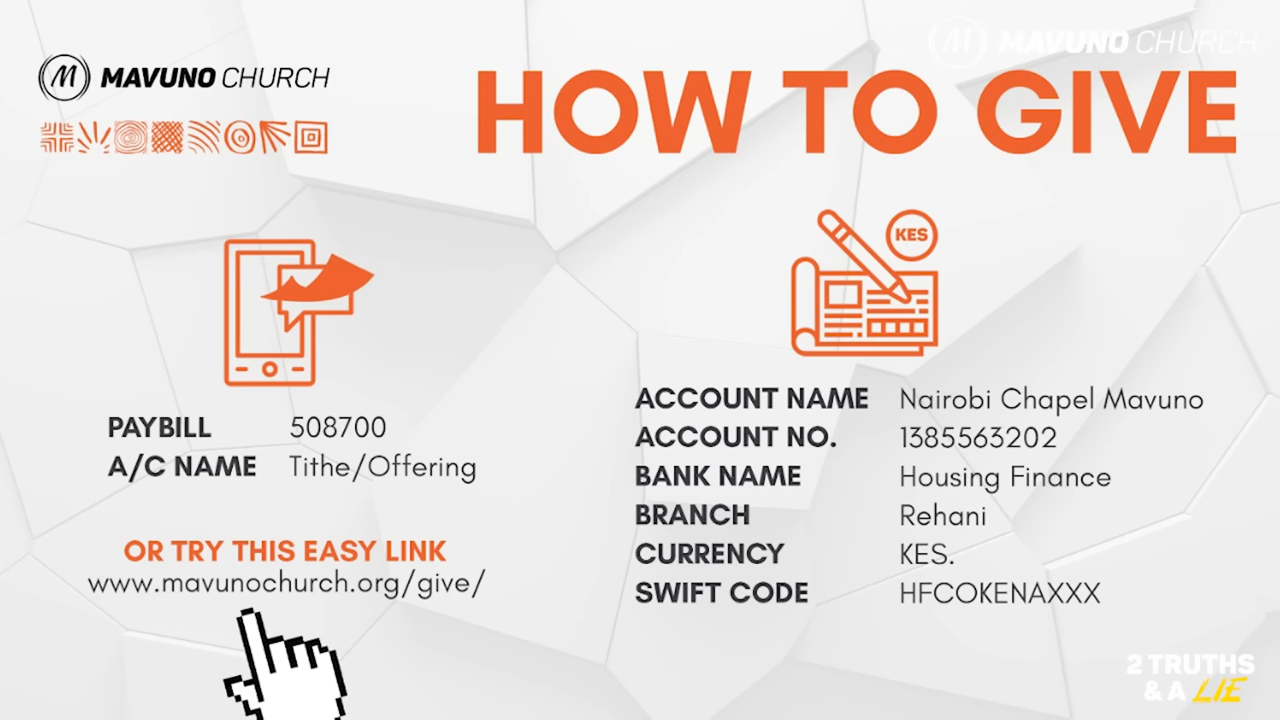 MAVUNO CHURCH
MAVUNO CHURCH
HOW TO GIVE
KES
PAYBILL 508700
A/C NAME Tithe/Offering
OR TRY THIS EASY LINK
www.mavunochurch.org/give/
ACCOUNT NAME Nairobi Chapel Mavuno
ACCOUNT NO. 1385563202
BANK NAME Housing Finance
BRANCH Rehani
CURRENCY KES.
SWIFT CODE HFCOKENAXXX
2 TRUTHS
& A LIE